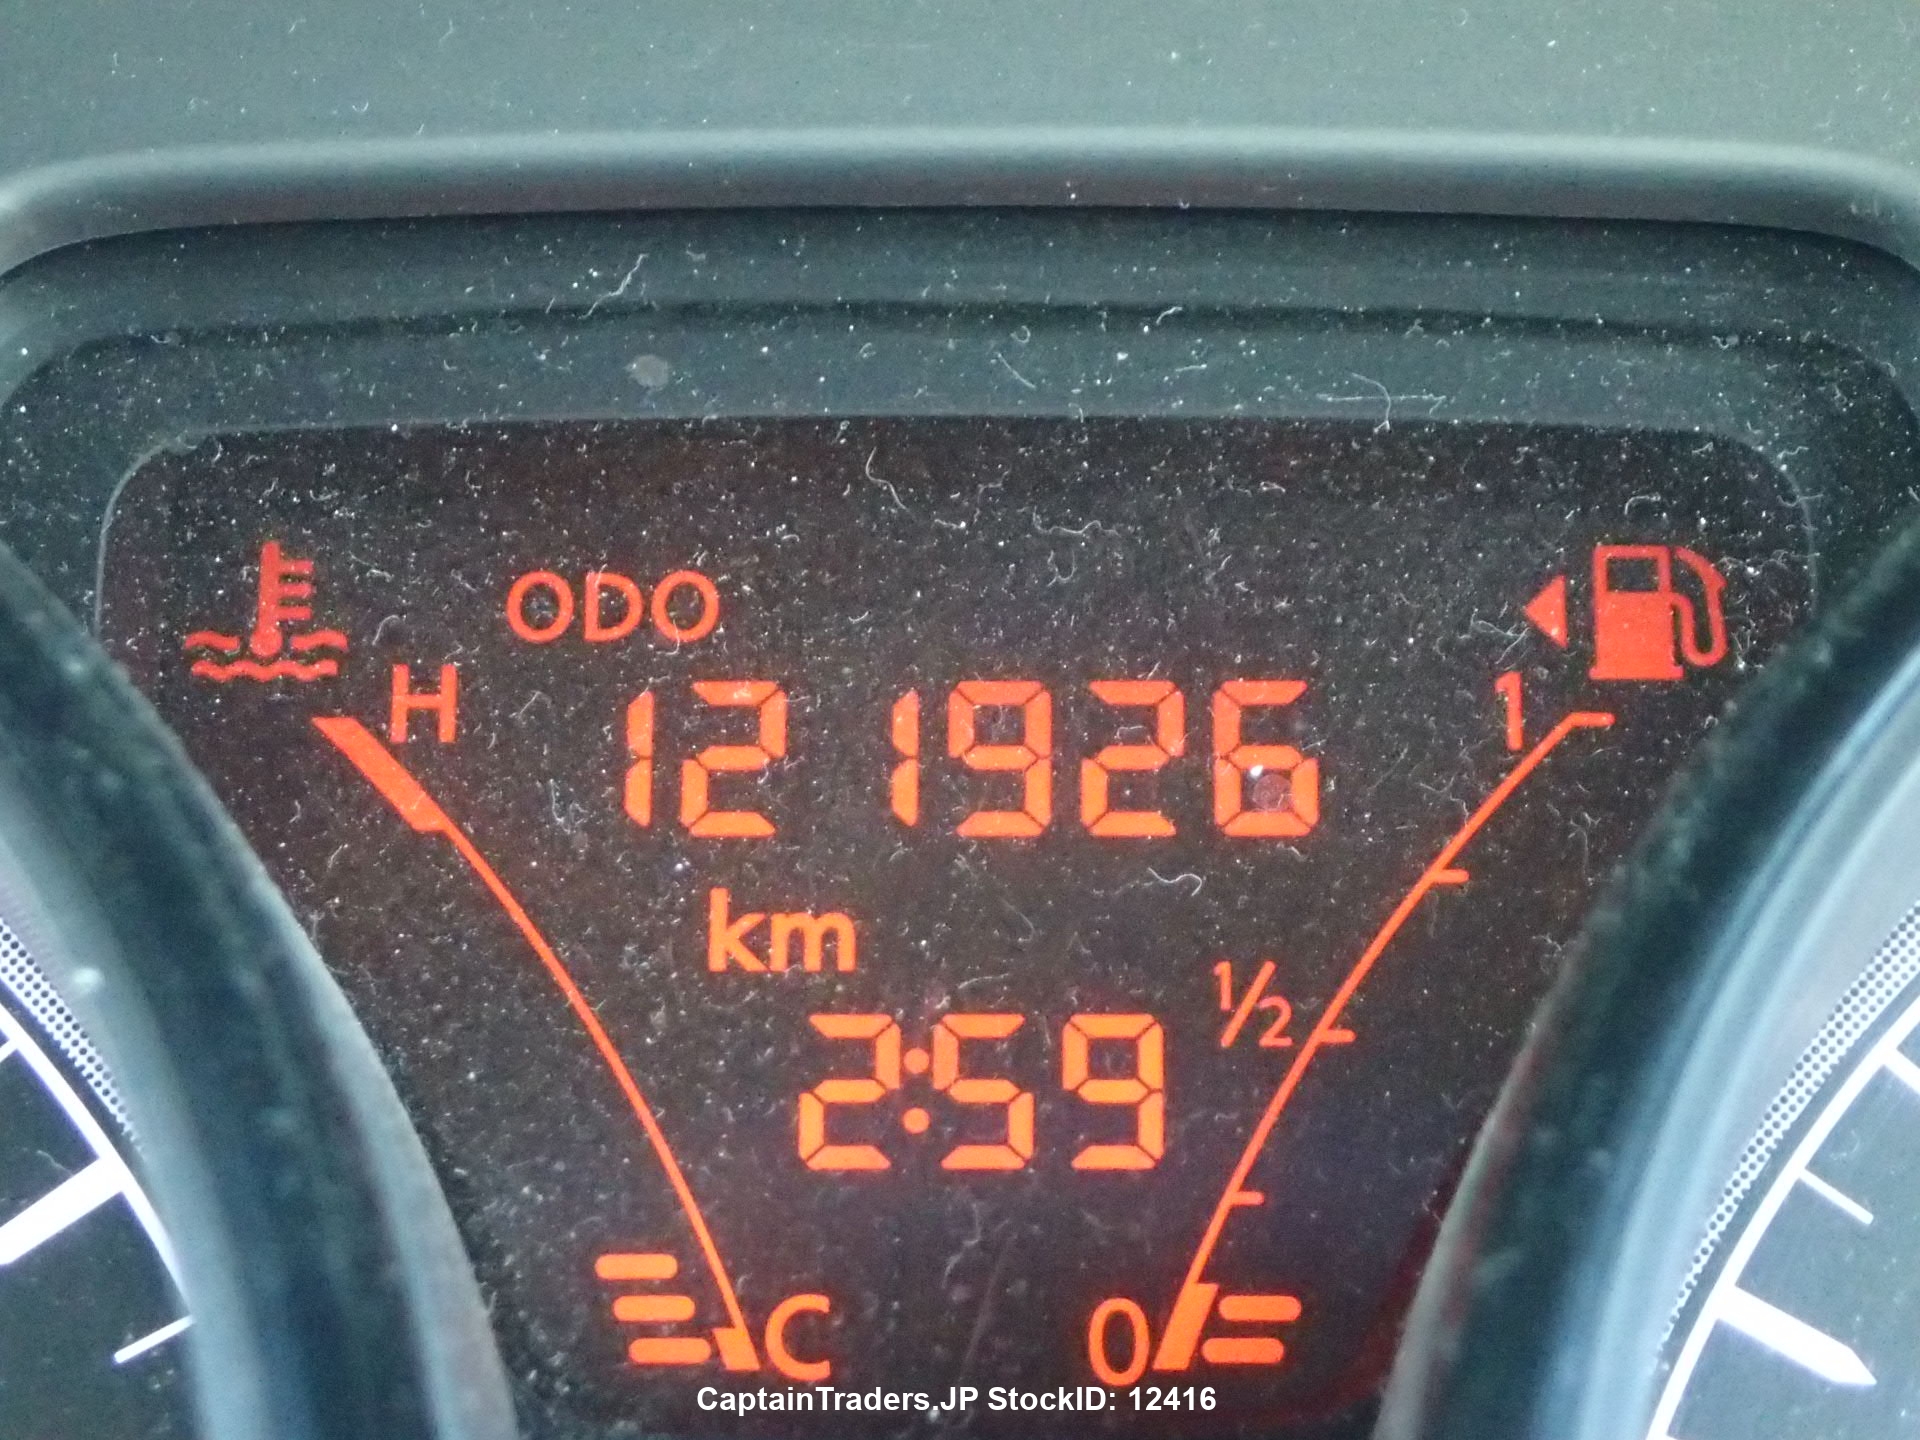 ODO
H
1
121926
km
1/2
2:59
C
0
CaptainTraders.JP StockID: 12416